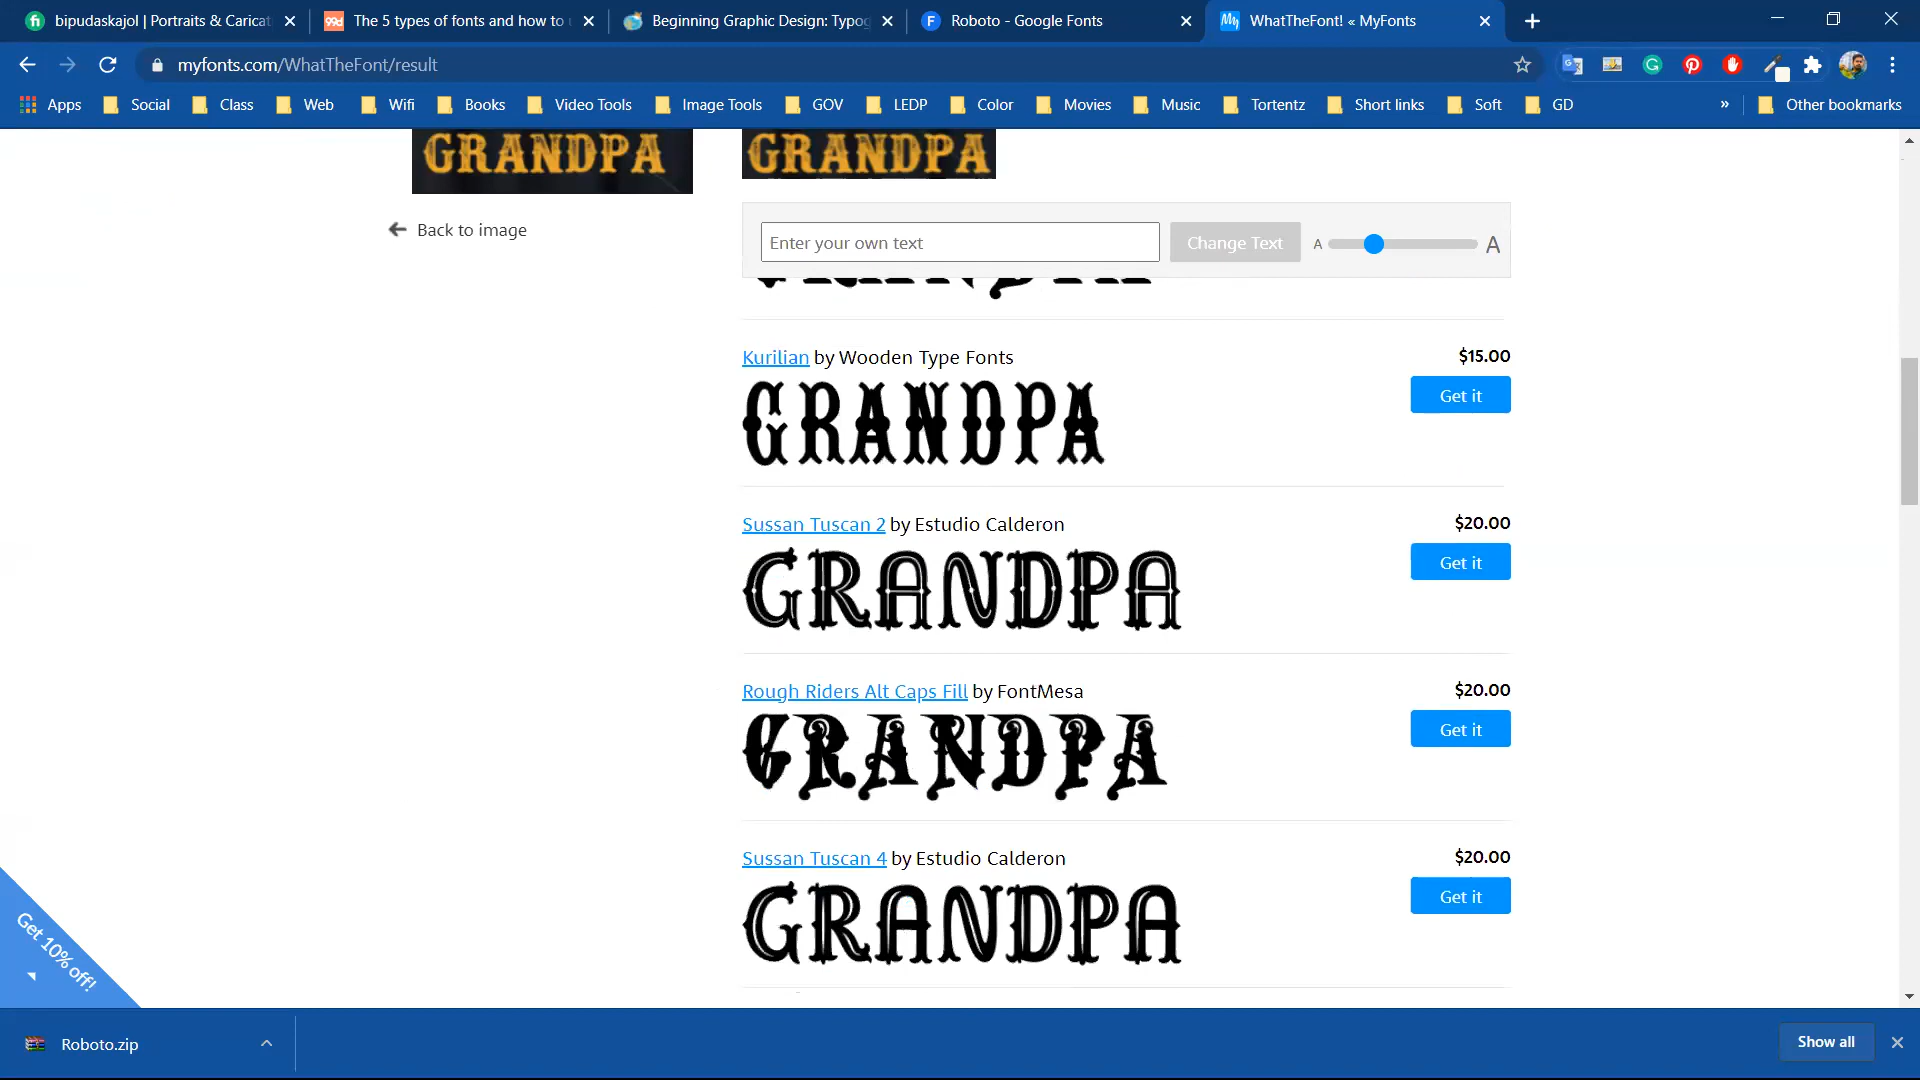 bipudaskajol | Portraits & Caricat
The 5 types of fonts and how to u
Beginning Graphic Design: Typog
Roboto - Google Fonts
WhatTheFont! « MyFonts
myfonts.com/WhatTheFont/result
Apps Social Class Web Wifi Books Video Tools Image Tools GOV LEDP Color Movies Music Tortentz Short links Soft GD » Other bookmarks
GRANDPA GRANDPA
Back to image
Enter your own text Change Text A A
GRANDPA
Kurilian by Wooden Type Fonts $15.00
GRANDPA Get it
Sussan Tuscan 2 by Estudio Calderon $20.00
GRANDPA Get it
Rough Riders Alt Caps Fill by FontMesa $20.00
GRANDPA Get it
Sussan Tuscan 4 by Estudio Calderon $20.00
GRANDPA Get it
Get 10% off!
Roboto.zip Show all